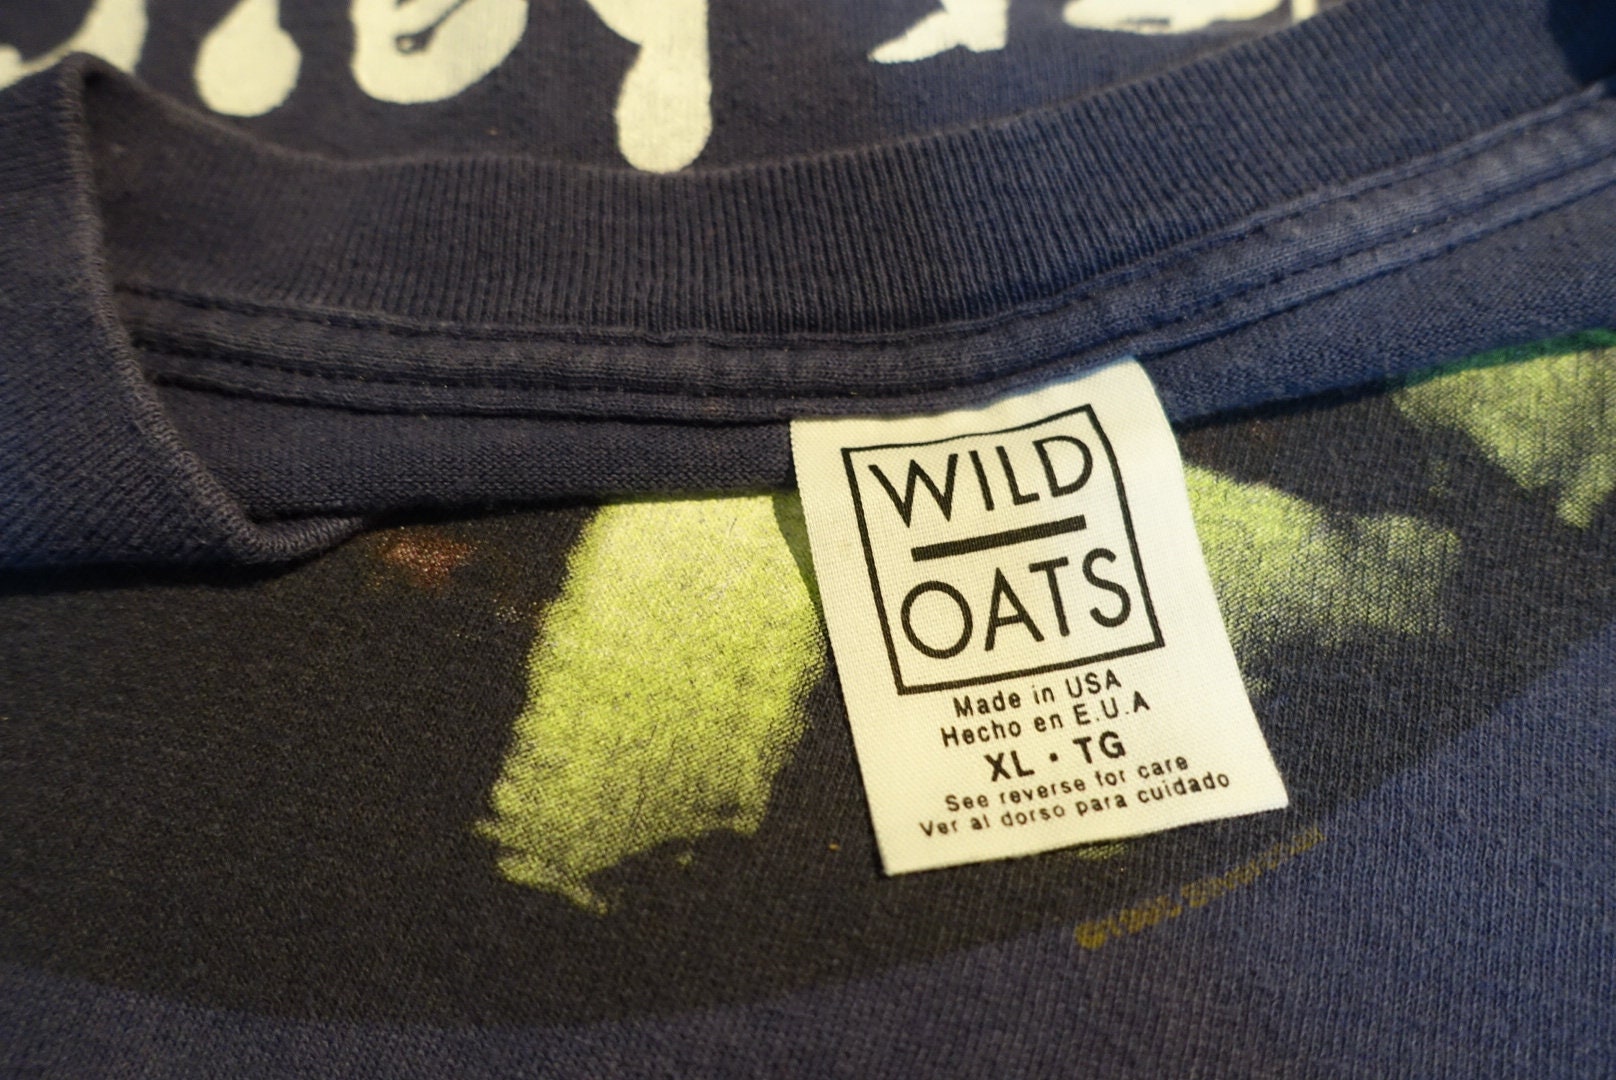 WILD
OATS
Made in USA
Hecho en E.U.A
XL • TG
See reverse for care
Ver al dorso para cuidado